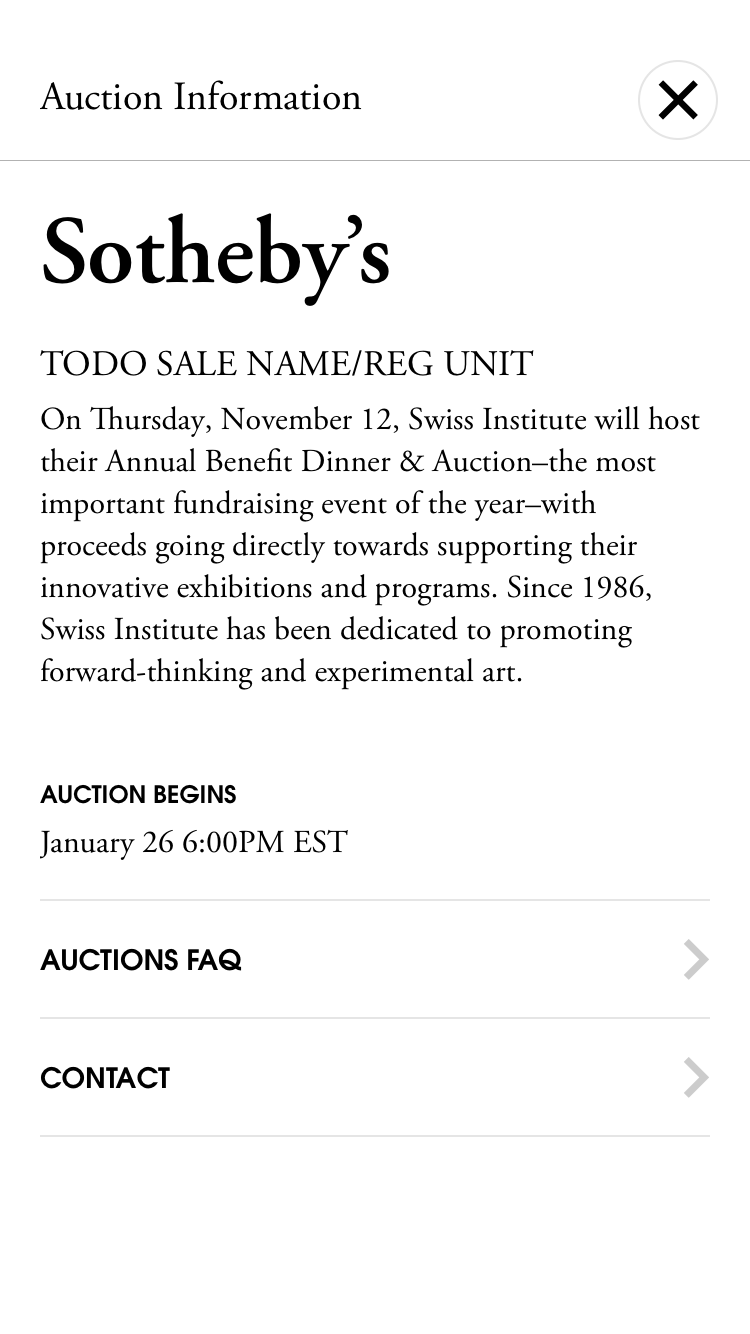 Auction Information
Sotheby’s
TODO SALE NAME/REG UNIT
On Thursday, November 12, Swiss Institute will host
their Annual Benefit Dinner & Auction–the most
important fundraising event of the year–with
proceeds going directly towards supporting their
innovative exhibitions and programs. Since 1986,
Swiss Institute has been dedicated to promoting
forward-thinking and experimental art.
AUCTION BEGINS
January 26 6:00PM EST
AUCTIONS FAQ
CONTACT